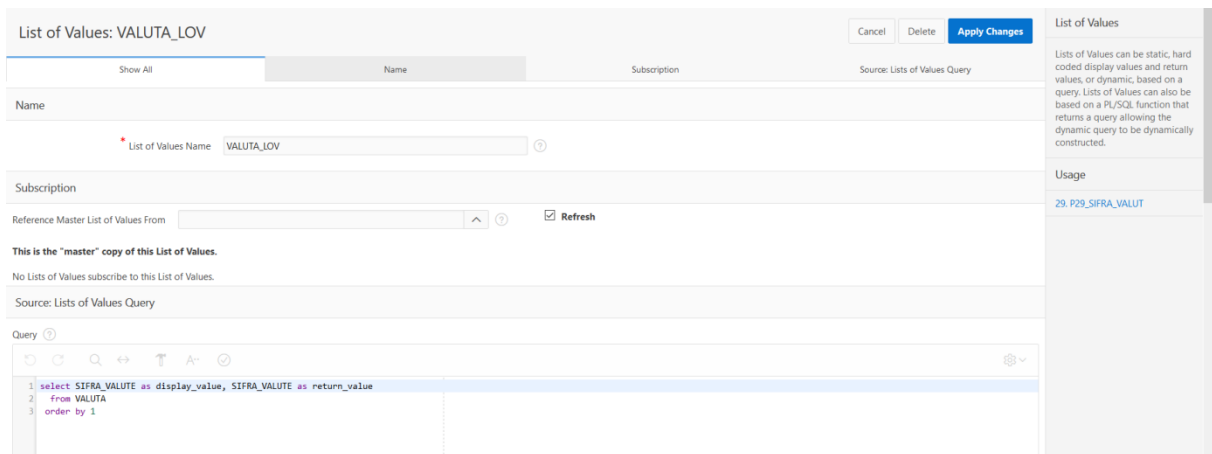 List of Values: VALUTA_LOV
Cancel
Delete
Apply Changes
Show All
Name
Subscription
Source: Lists of Values Query
Name
* List of Values Name VALUTA_LOV
Subscription
Reference Master List of Values From
Refresh
This is the "master" copy of this List of Values.
No Lists of Values subscribe to this List of Values.
Source: Lists of Values Query
Query
1 select SIFRA_VALUTE as display_value, SIFRA_VALUTE as return_value
2 from VALUTA
3 order by 1
List of Values
Lists of Values can be static, hard
coded display values and return
values, or dynamic, based on a
query. Lists of Values can also be
based on a PL/SQL function that
returns a query allowing the
dynamic query to be dynamically
constructed.
Usage
29. P29_SIFRA_VALUT